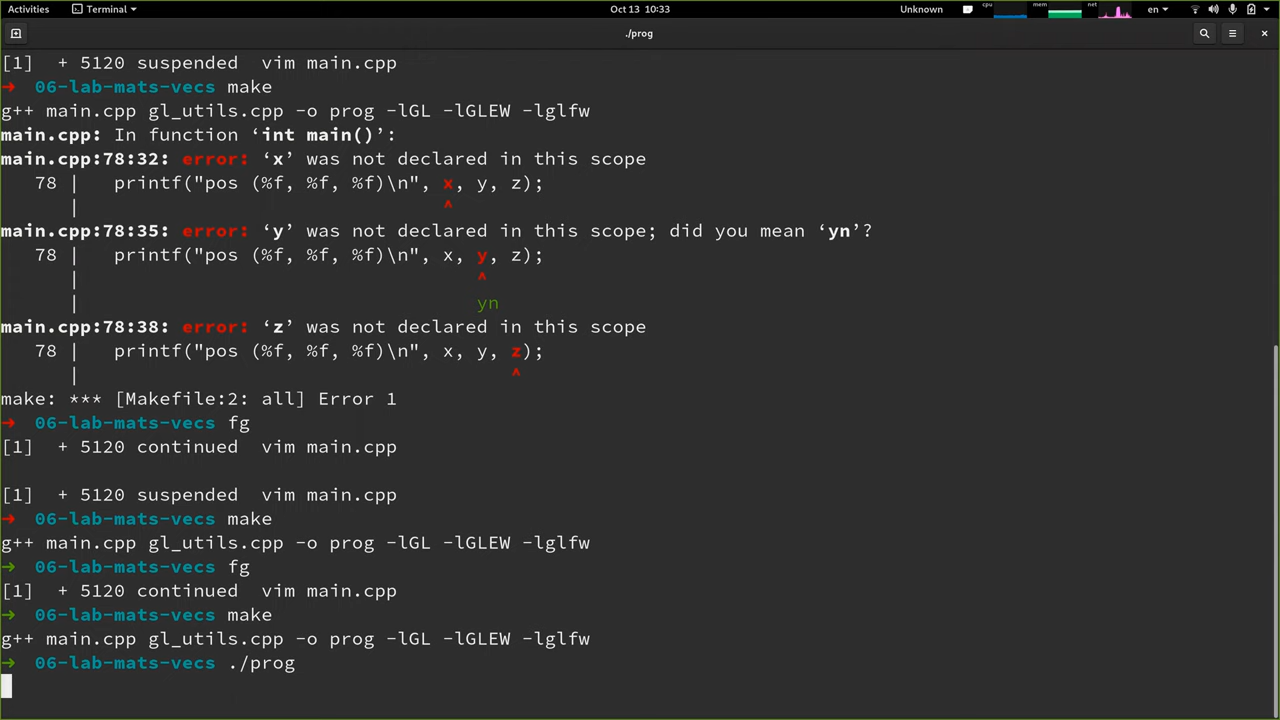 Activities Terminal Oct 13 10:33 Unknown cpu mem net en
./prog
[1]  + 5120 suspended  vim main.cpp
➜  06-lab-mats-vecs make
g++ main.cpp gl_utils.cpp -o prog -lGL -lGLEW -lglfw
main.cpp: In function ‘int main()’:
main.cpp:78:32: error: ‘x’ was not declared in this scope
   78 |   printf("pos (%f, %f, %f)\n", x, y, z);
      |                                ^
main.cpp:78:35: error: ‘y’ was not declared in this scope; did you mean ‘yn’?
   78 |   printf("pos (%f, %f, %f)\n", x, y, z);
      |                                   ^
      |                                   yn
main.cpp:78:38: error: ‘z’ was not declared in this scope
   78 |   printf("pos (%f, %f, %f)\n", x, y, z);
      |                                      ^
make: *** [Makefile:2: all] Error 1
➜  06-lab-mats-vecs fg
[1]  + 5120 continued  vim main.cpp
[1]  + 5120 suspended  vim main.cpp
➜  06-lab-mats-vecs make
g++ main.cpp gl_utils.cpp -o prog -lGL -lGLEW -lglfw
➜  06-lab-mats-vecs fg
[1]  + 5120 continued  vim main.cpp
➜  06-lab-mats-vecs make
g++ main.cpp gl_utils.cpp -o prog -lGL -lGLEW -lglfw
➜  06-lab-mats-vecs ./prog